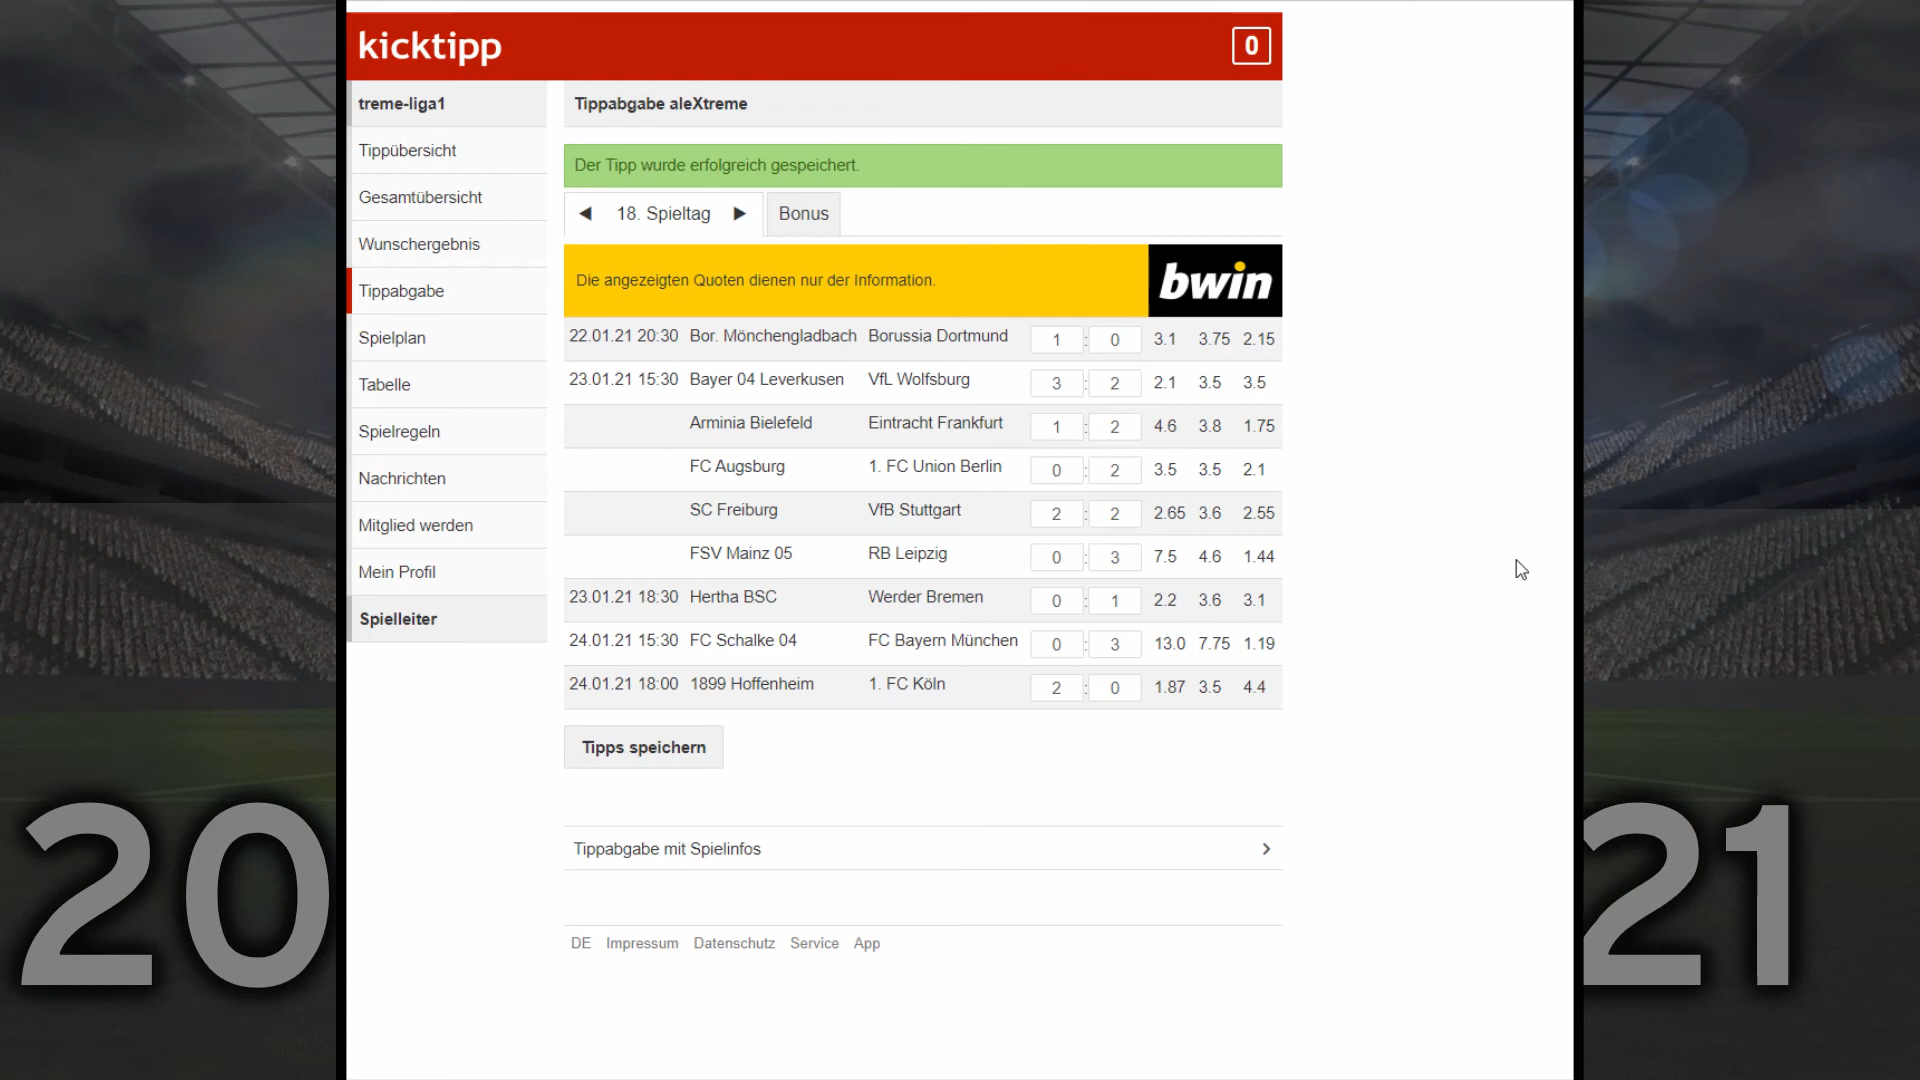 kicktipp
0
treme-liga1
Tippübersicht
Gesamtübersicht
Wunschergebnis
Tippabgabe
Spielplan
Tabelle
Spielregeln
Nachrichten
Mitglied werden
Mein Profil
Spielleiter
Tippabgabe aleXtreme
Der Tipp wurde erfolgreich gespeichert.
◀ 18. Spieltag ▶ Bonus
Die angezeigten Quoten dienen nur der Information. bwin
22.01.21 20:30 Bor. Mönchengladbach Borussia Dortmund 1 : 0 3.1 3.75 2.15
23.01.21 15:30 Bayer 04 Leverkusen VfL Wolfsburg 3 : 2 2.1 3.5 3.5
Arminia Bielefeld Eintracht Frankfurt 1 : 2 4.6 3.8 1.75
FC Augsburg 1. FC Union Berlin 0 : 2 3.5 3.5 2.1
SC Freiburg VfB Stuttgart 2 : 2 2.65 3.6 2.55
FSV Mainz 05 RB Leipzig 0 : 3 7.5 4.6 1.44
23.01.21 18:30 Hertha BSC Werder Bremen 0 : 1 2.2 3.6 3.1
24.01.21 15:30 FC Schalke 04 FC Bayern München 0 : 3 13.0 7.75 1.19
24.01.21 18:00 1899 Hoffenheim 1. FC Köln 2 : 0 1.87 3.5 4.4
Tipps speichern
Tippabgabe mit Spielinfos
DE Impressum Datenschutz Service App
20 21